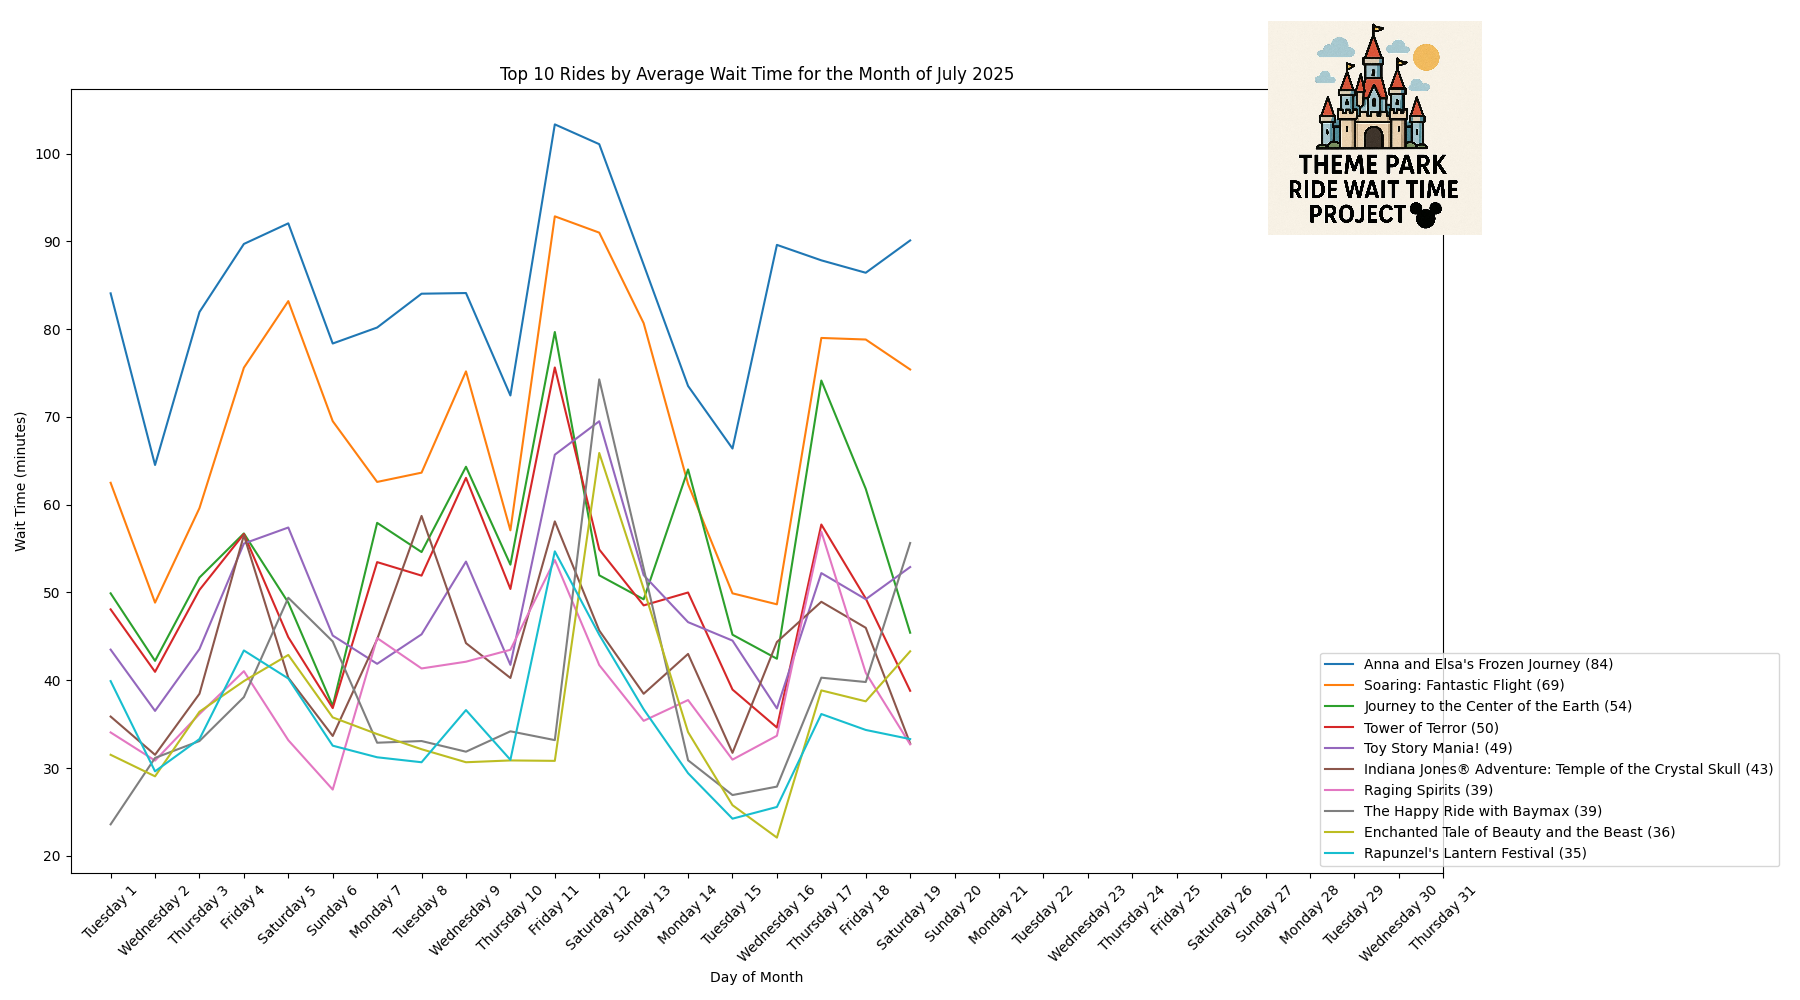 THEME PARK
RIDE WAIT TIME
PROJECT
Top 10 Rides by Average Wait Time for the Month of July 2025
Wait Time (minutes)
100
90
80
70
60
50
40
30
20
Anna and Elsa's Frozen Journey (84)
Soaring: Fantastic Flight (69)
Journey to the Center of the Earth (54)
Tower of Terror (50)
Toy Story Mania! (49)
Indiana Jones® Adventure: Temple of the Crystal Skull (43)
Raging Spirits (39)
The Happy Ride with Baymax (39)
Enchanted Tale of Beauty and the Beast (36)
Rapunzel's Lantern Festival (35)
Tuesday 1
Wednesday 2
Thursday 3
Friday 4
Saturday 5
Sunday 6
Monday 7
Tuesday 8
Wednesday 9
Thursday 10
Friday 11
Saturday 12
Sunday 13
Monday 14
Tuesday 15
Wednesday 16
Thursday 17
Friday 18
Saturday 19
Sunday 20
Monday 21
Tuesday 22
Wednesday 23
Thursday 24
Friday 25
Saturday 26
Sunday 27
Monday 28
Tuesday 29
Wednesday 30
Thursday 31
Day of Month